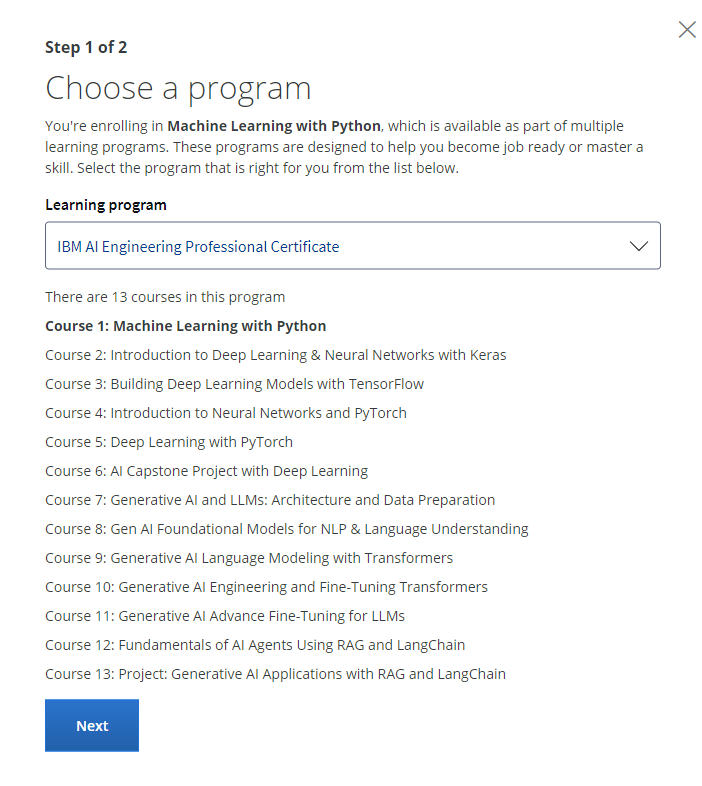 Step 1 of 2
Choose a program
You're enrolling in Machine Learning with Python, which is available as part of multiple
learning programs. These programs are designed to help you become job ready or master a
skill. Select the program that is right for you from the list below.
Learning program
IBM AI Engineering Professional Certificate
There are 13 courses in this program
Course 1: Machine Learning with Python
Course 2: Introduction to Deep Learning & Neural Networks with Keras
Course 3: Building Deep Learning Models with TensorFlow
Course 4: Introduction to Neural Networks and PyTorch
Course 5: Deep Learning with PyTorch
Course 6: AI Capstone Project with Deep Learning
Course 7: Generative AI and LLMs: Architecture and Data Preparation
Course 8: Gen AI Foundational Models for NLP & Language Understanding
Course 9: Generative AI Language Modeling with Transformers
Course 10: Generative AI Engineering and Fine-Tuning Transformers
Course 11: Generative AI Advance Fine-Tuning for LLMs
Course 12: Fundamentals of AI Agents Using RAG and LangChain
Course 13: Project: Generative AI Applications with RAG and LangChain
Next